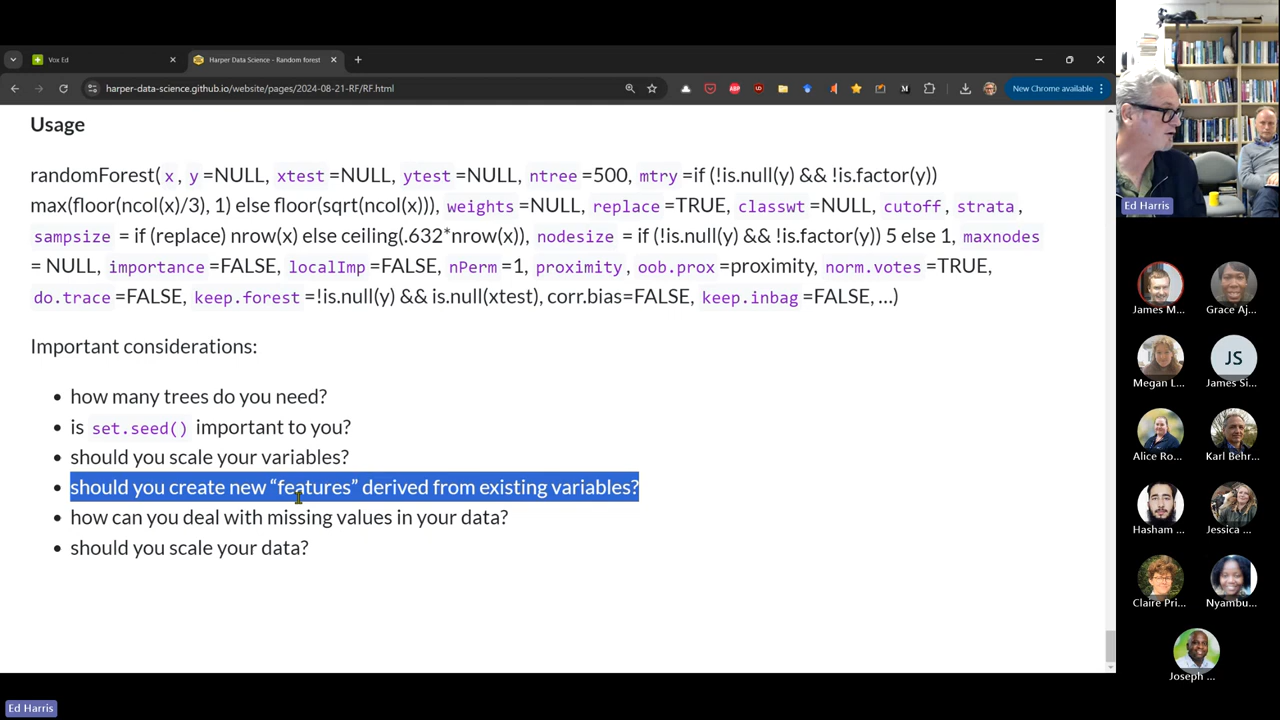 Vox Ed
Harper Data Science - Random forest
harper-data-science.github.io/website/pages/2024-08-21-RF/RF.html
New Chrome available
Usage
randomForest( x , y =NULL, xtest =NULL, ytest =NULL, ntree =500, mtry =if (!is.null(y) && !is.factor(y))
max(floor(ncol(x)/3), 1) else floor(sqrt(ncol(x))), weights =NULL, replace =TRUE, classwt =NULL, cutoff , strata ,
sampsize = if (replace) nrow(x) else ceiling(.632*nrow(x)), nodesize = if (!is.null(y) && !is.factor(y)) 5 else 1, maxnodes
= NULL, importance =FALSE, localImp =FALSE, nPerm =1, proximity , oob.prox =proximity, norm.votes =TRUE,
do.trace =FALSE, keep.forest =!is.null(y) && is.null(xtest), corr.bias=FALSE, keep.inbag =FALSE, …)
Important considerations:
• how many trees do you need?
• is set.seed() important to you?
• should you scale your variables?
• should you create new “features” derived from existing variables?
• how can you deal with missing values in your data?
• should you scale your data?
Ed Harris
James M...
Grace Aj...
Megan L...
JS
James Si...
Alice Ro...
Karl Behr...
Hasham ...
Jessica ...
Claire Pri...
Nyambu...
Joseph ...
Ed Harris